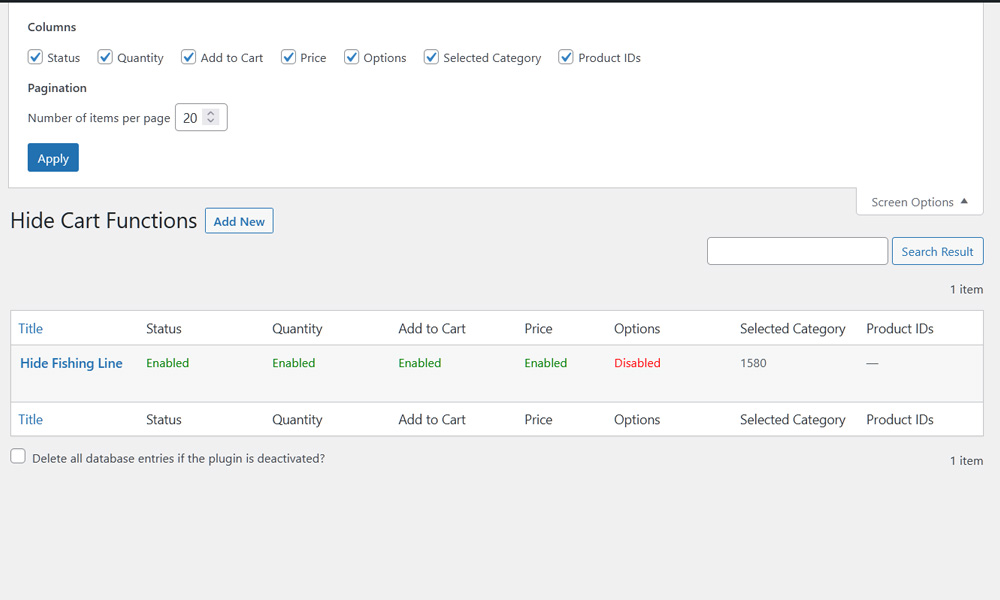 Columns
Status Quantity Add to Cart Price Options Selected Category Product IDs
Pagination
Number of items per page 20
Apply
Screen Options
Hide Cart Functions Add New
Search Result
1 item
Title Status Quantity Add to Cart Price Options Selected Category Product IDs
Hide Fishing Line Enabled Enabled Enabled Enabled Disabled 1580 —
Title Status Quantity Add to Cart Price Options Selected Category Product IDs
Delete all database entries if the plugin is deactivated?
1 item